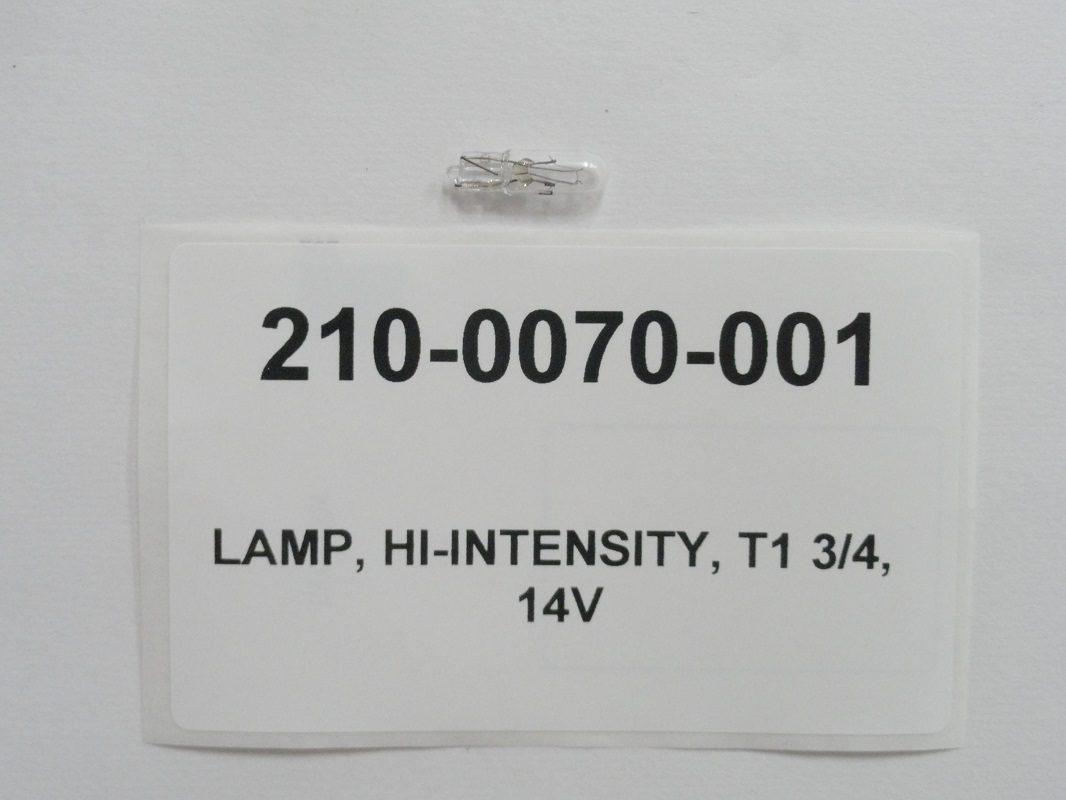 210-0070-001
LAMP, HI-INTENSITY, T1 3/4,
14V